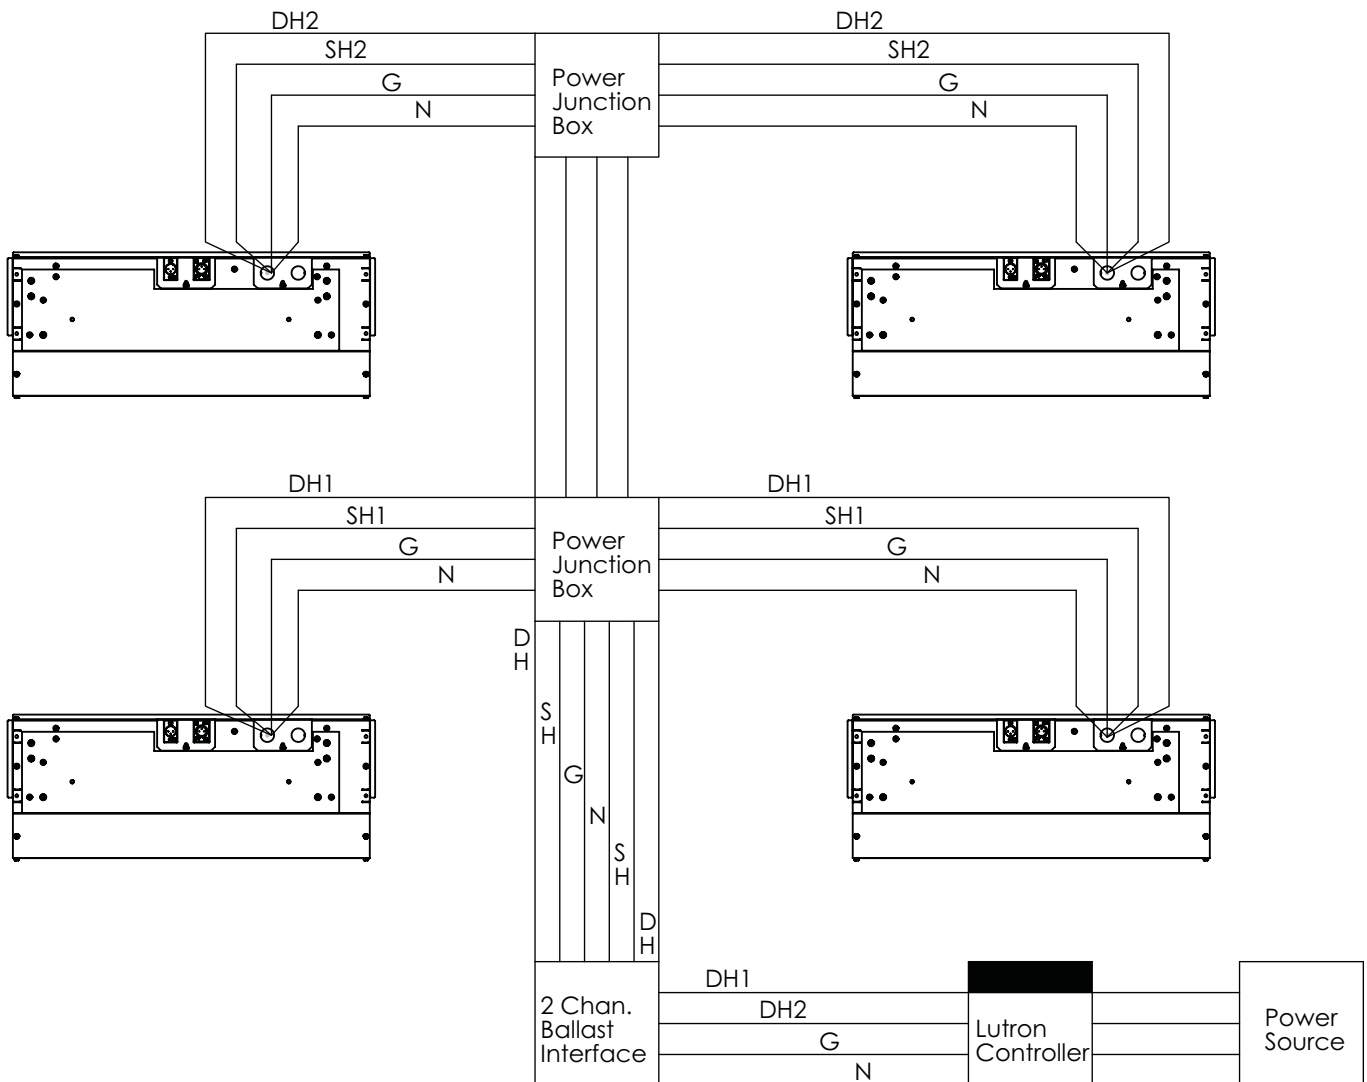 DH2
DH2
SH2
SH2
G
G
N
N
Power
Junction
Box
DH1
DH1
SH1
SH1
G
G
N
N
Power
Junction
Box
D
H
S
H
G
N
S
H
D
H
2 Chan.
Ballast
Interface
DH1
DH2
G
N
Lutron
Controller
Power
Source